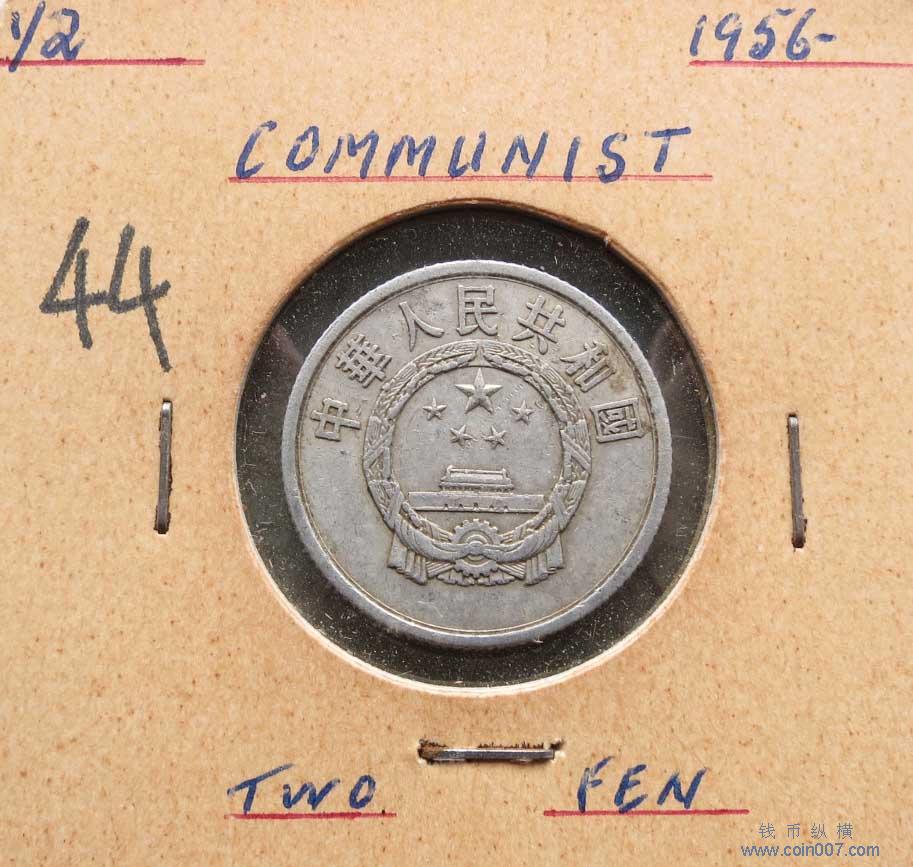 1/2 1956-
COMMUNIST
44
中華人民共和國
TWO FEN
钱币纵横
www.coin007.com